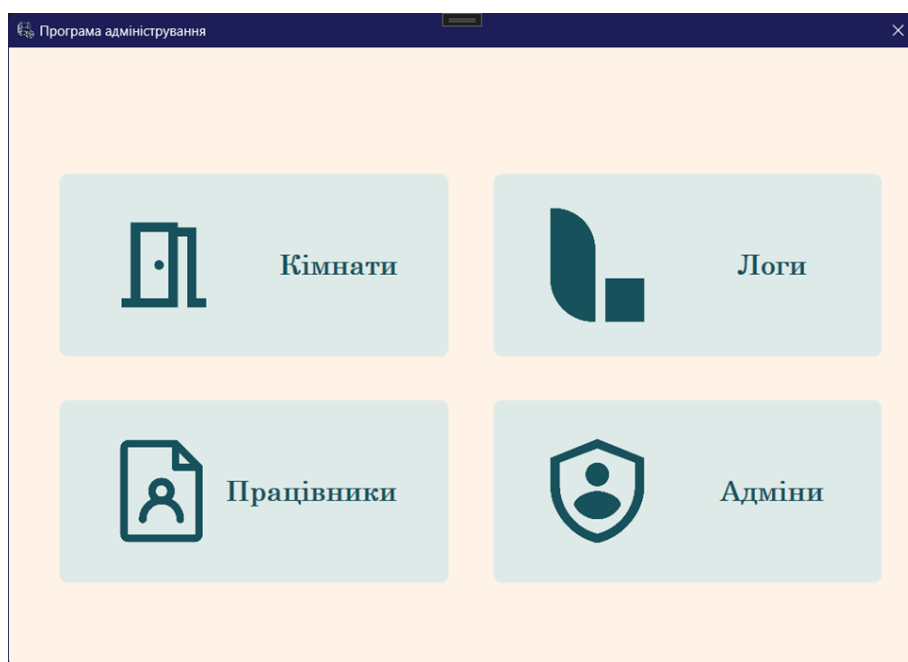 Програма адміністрування
Кімнати
Логи
Працівники
Адміни